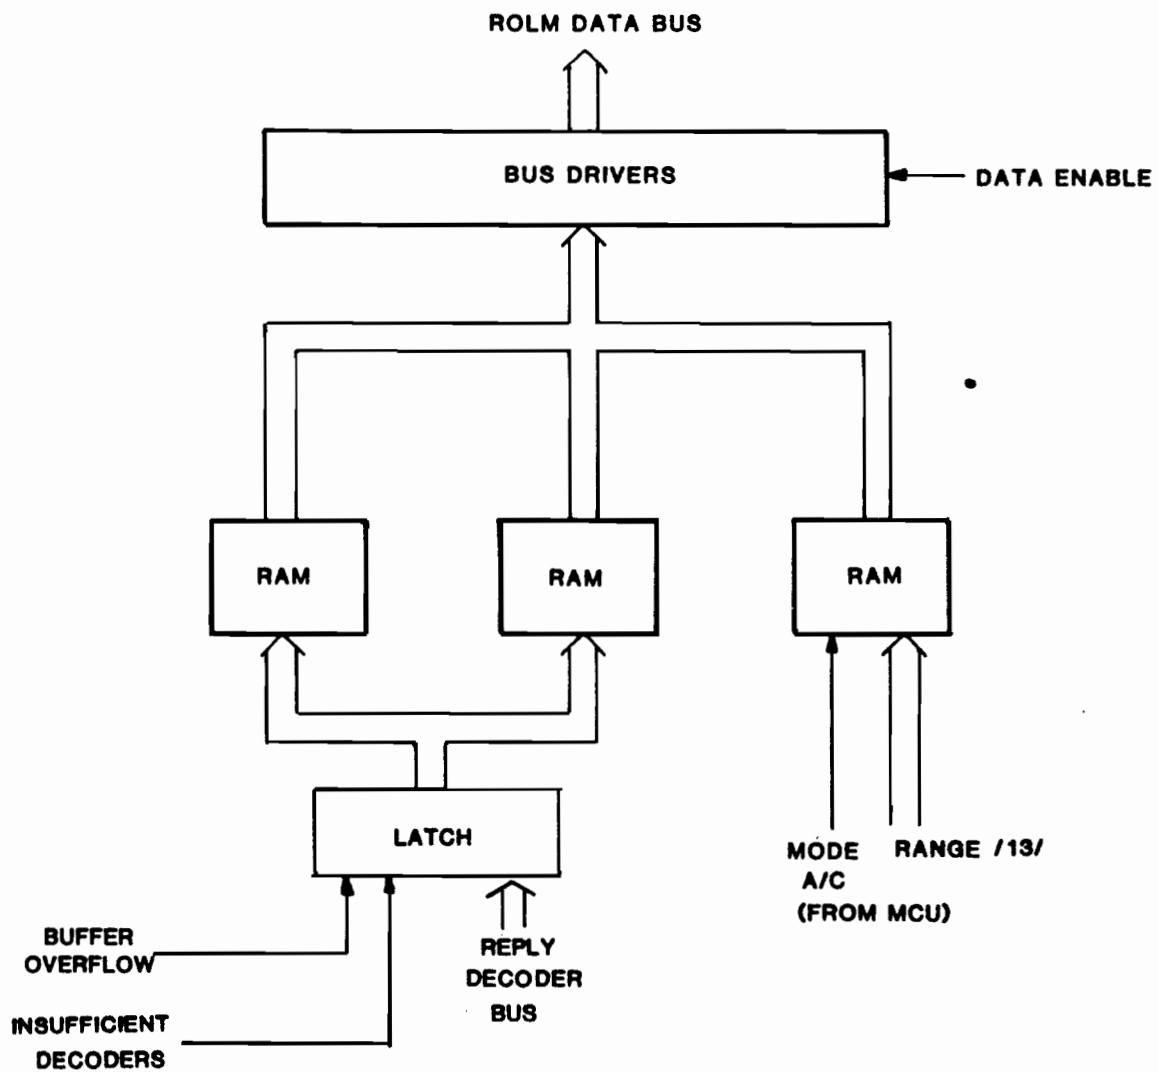 ROLM DATA BUS
BUS DRIVERS
DATA ENABLE
RAM
RAM
RAM
LATCH
MODE
A/C
(FROM MCU)
RANGE /13/
BUFFER
OVERFLOW
REPLY
DECODER
BUS
INSUFFICIENT
DECODERS